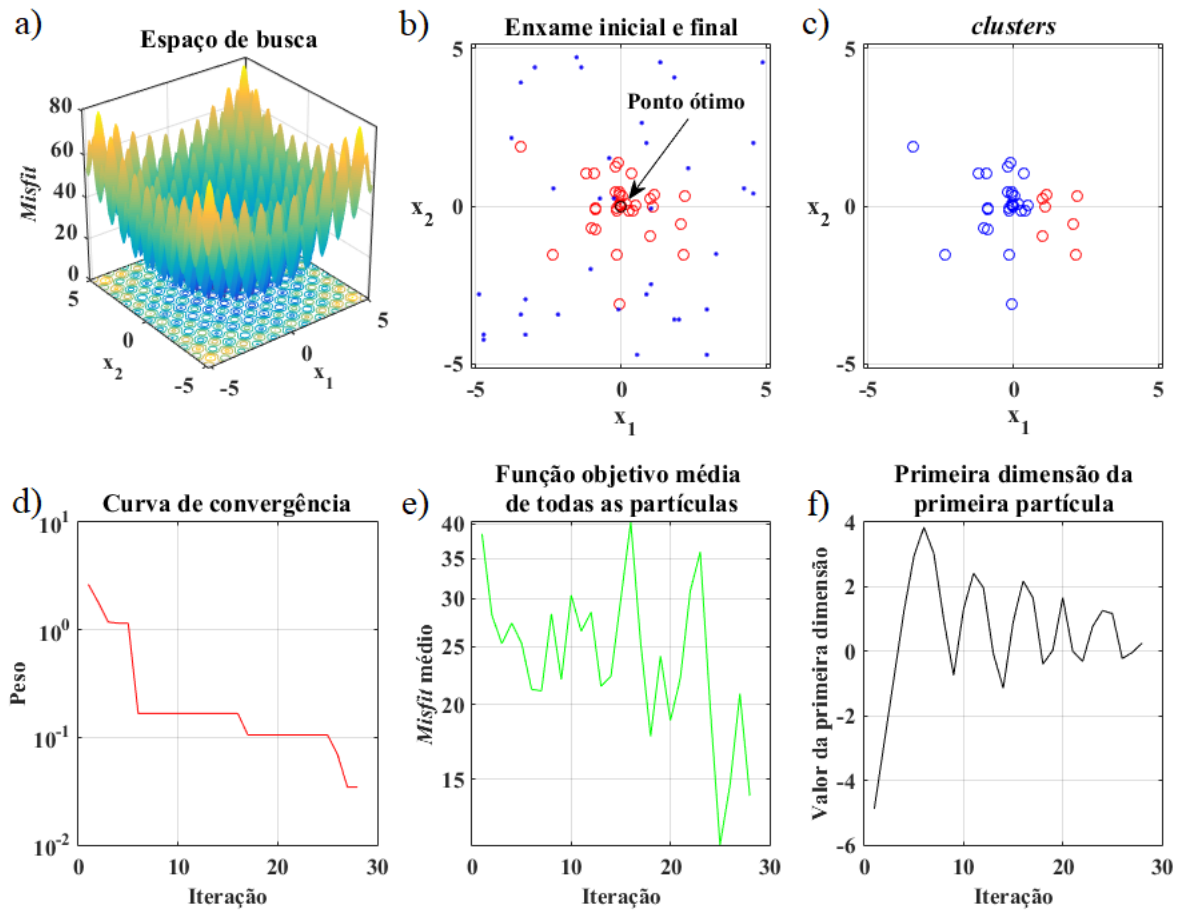 a)
Espaço de busca
80
60
40
20
0
Misfit
5
0
-5
x2
-5
0
5
x1
b)
Enxame inicial e final
Ponto ótimo
5
0
-5
x2
-5
0
5
x1
c)
clusters
5
0
-5
x2
-5
0
5
x1
d)
Curva de convergência
10^1
10^0
10^-1
10^-2
Peso
0
10
20
30
Iteração
e)
Função objetivo média
de todas as partículas
40
35
30
25
20
15
Misfit médio
0
10
20
30
Iteração
f)
Primeira dimensão da
primeira partícula
4
2
0
-2
-4
-6
Valor da primeira dimensão
0
10
20
30
Iteração